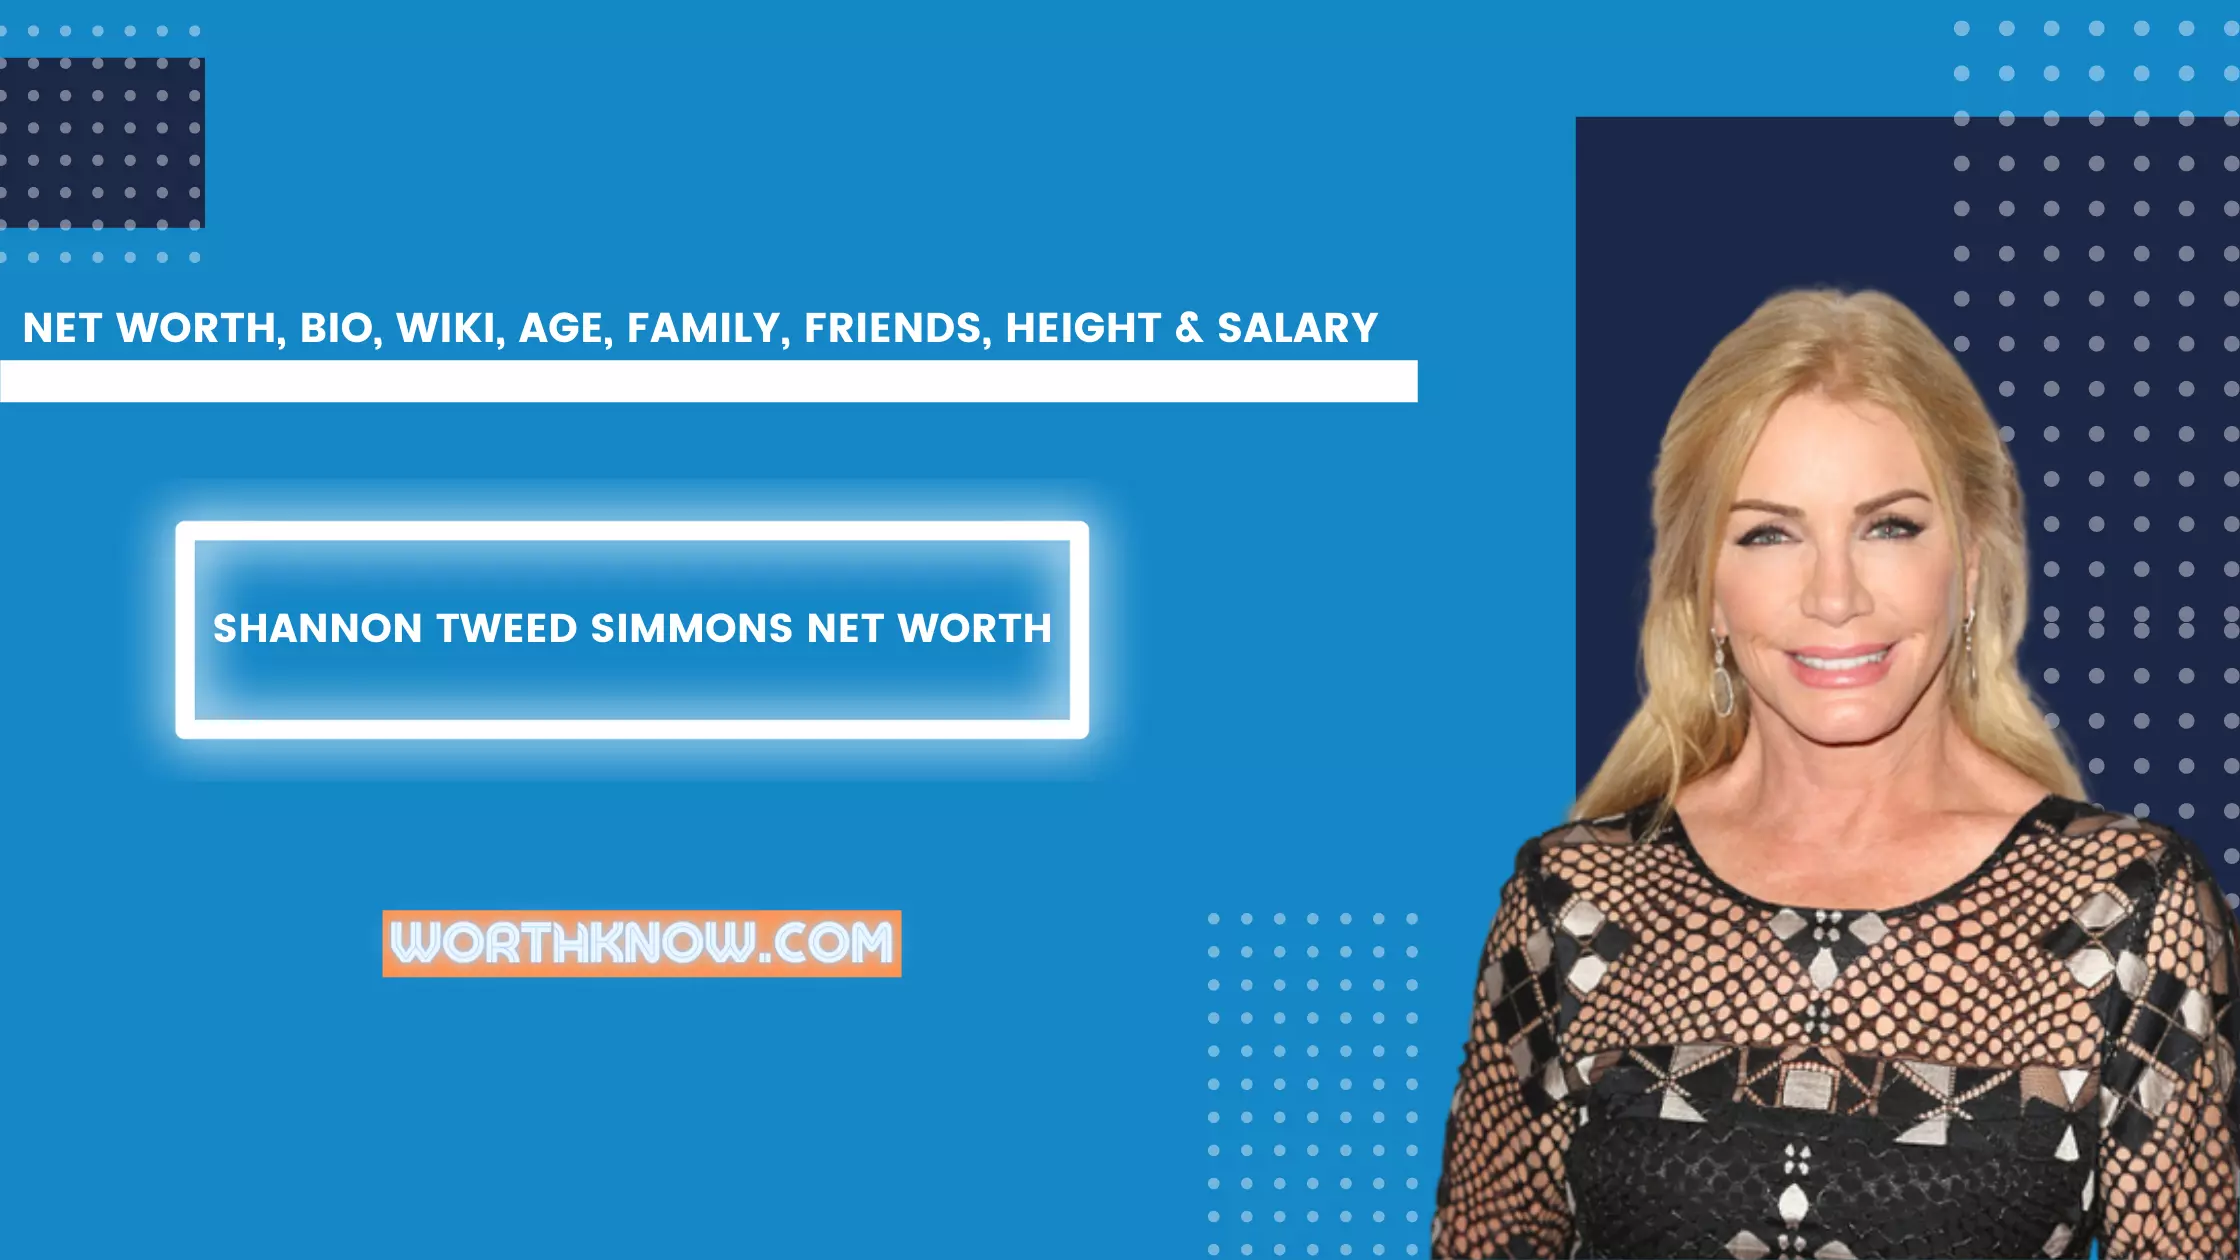 NET WORTH, BIO, WIKI, AGE, FAMILY, FRIENDS, HEIGHT & SALARY
SHANNON TWEED SIMMONS NET WORTH
WORTHKNOW.COM